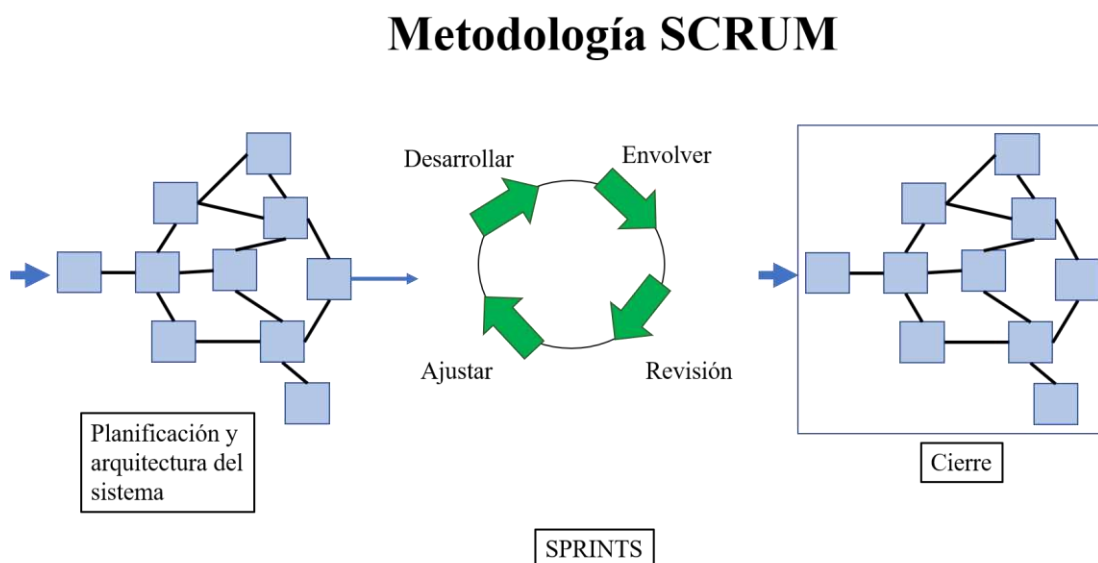 Metodología SCRUM
Desarrollar
Envolver
Ajustar
Revisión
Planificación y
arquitectura del
sistema
Cierre
SPRINTS